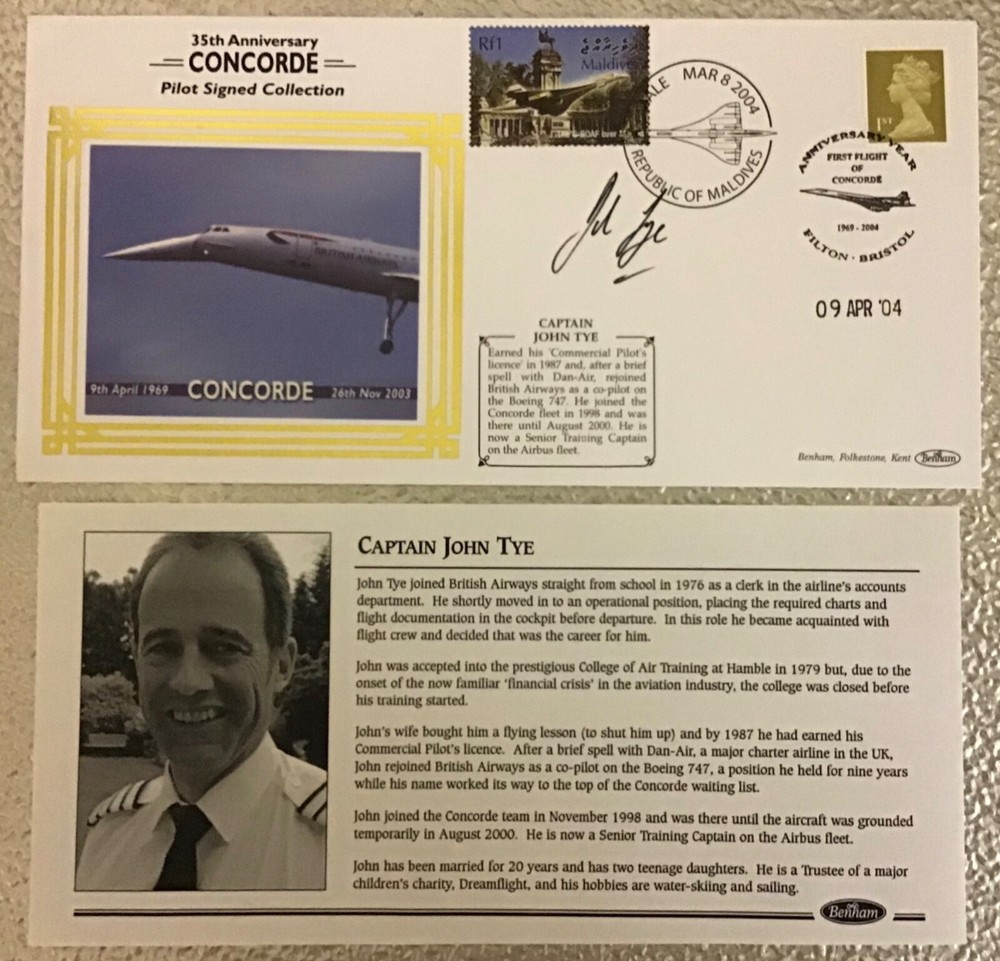 35th Anniversary
CONCORDE
Pilot Signed Collection
BRITISH AIRWAYS
9th April 1969 CONCORDE 26th Nov 2003
Rf1
Maldives
MALE MAR 8 2004
REPUBLIC OF MALDIVES
1ST
ANNIVERSARY YEAR
FIRST FLIGHT
OF
CONCORDE
1969 - 2004
FILTON · BRISTOL
09 APR '04
John Tye
CAPTAIN
JOHN TYE
Earned his 'Commercial Pilot's
licence' in 1987 and, after a brief
spell with Dan-Air, rejoined
British Airways as a co-pilot on
the Boeing 747. He joined the
Concorde fleet in 1998 and was
there until August 2000. He is
now a Senior Training Captain
on the Airbus fleet.
Benham, Folkestone, Kent Benham
CAPTAIN JOHN TYE
John Tye joined British Airways straight from school in 1976 as a clerk in the airline's accounts
department. He shortly moved in to an operational position, placing the required charts and
flight documentation in the cockpit before departure. In this role he became acquainted with
flight crew and decided that was the career for him.
John was accepted into the prestigious College of Air Training at Hamble in 1979 but, due to the
onset of the now familiar 'financial crisis' in the aviation industry, the college was closed before
his training started.
John's wife bought him a flying lesson (to shut him up) and by 1987 he had earned his
Commercial Pilot's licence. After a brief spell with Dan-Air, a major charter airline in the UK,
John rejoined British Airways as a co-pilot on the Boeing 747, a position he held for nine years
while his name worked its way to the top of the Concorde waiting list.
John joined the Concorde team in November 1998 and was there until the aircraft was grounded
temporarily in August 2000. He is now a Senior Training Captain on the Airbus fleet.
John has been married for 20 years and has two teenage daughters. He is a Trustee of a major
children's charity, Dreamflight, and his hobbies are water-skiing and sailing.
Benham